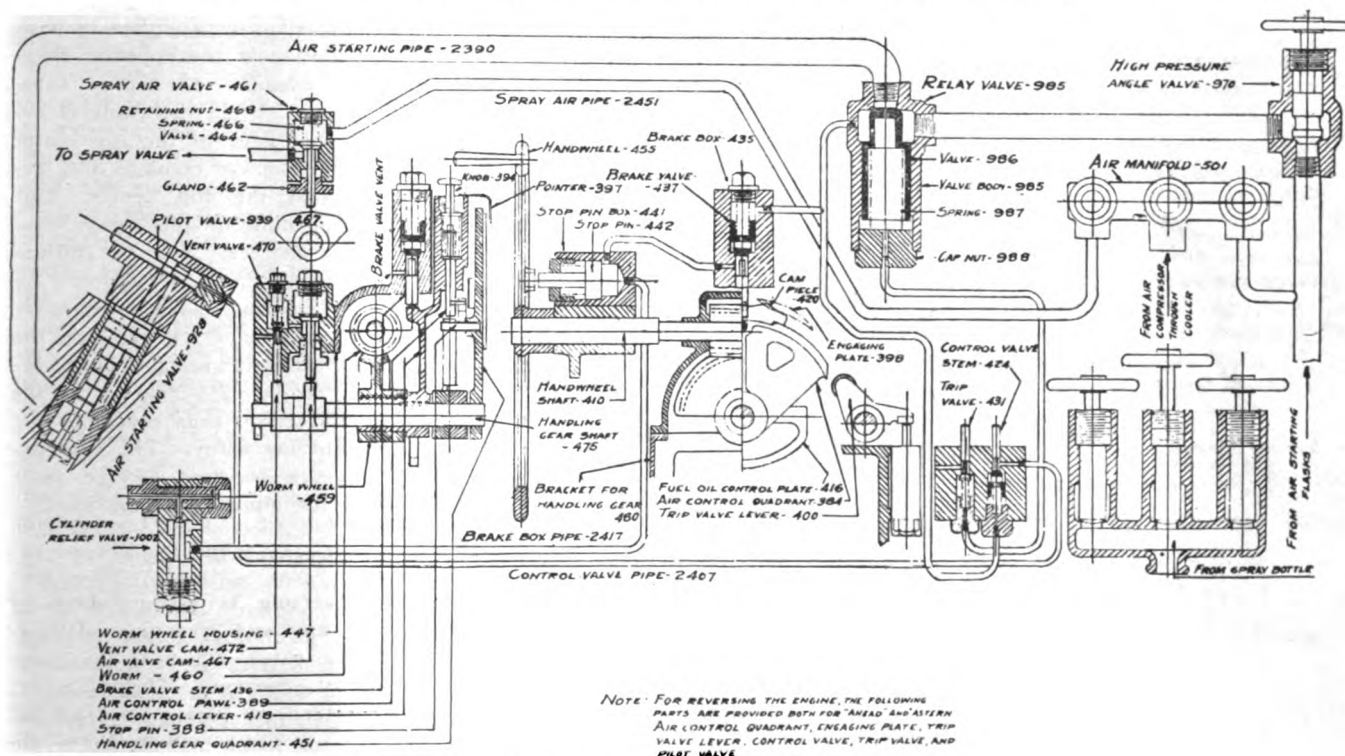 AIR STARTING PIPE-2390
SPRAY AIR VALVE-461
RETAINING NUT-468
SPRING-466
VALVE-464
TO SPRAY VALVE
GLAND-462
PILOT VALVE-939
467
VENT VALVE-470
AIR STARTING VALVE-928
SPRAY AIR PIPE-2451
BRAKE VALVE VENT
HANDWHEEL-455
KNOB-394
POINTER-397
STOP PIN BOX-441
STOP PIN-442
BRAKE BOX-435
BRAKE VALVE
-437
RELAY VALVE-985
VALVE-986
VALVE BODY-985
SPRING-987
CAP NUT-988
HIGH PRESSURE
ANGLE VALVE-970
AIR MANIFOLD-501
FROM AIR
COMPRESSOR
THROUGH
COOLER
CAM
PIECE
-420
ENGAGING
PLATE-398
CONTROL VALVE
STEM-424
TRIP
VALVE-431
HANDWHEEL
SHAFT-410
HANDLING
GEAR SHAFT
-475
WORM WHEEL
-459
BRACKET FOR
HANDLING GEAR
480
FUEL OIL CONTROL PLATE-416
AIR CONTROL QUADRANT-384
TRIP VALVE LEVER-400
CYLINDER
RELIEF VALVE-1002
BRAKE BOX PIPE-2417
CONTROL VALVE PIPE-2407
FROM AIR STARTING
FLASKS
FROM SPRAY BOTTLE
WORM WHEEL HOUSING-447
VENT VALVE CAM-472
AIR VALVE CAM-467
WORM - 460
BRAKE VALVE STEM 436
AIR CONTROL PAWL-389
AIR CONTROL LEVER-418
STOP PIN-388
HANDLING GEAR QUADRANT-451
NOTE: FOR REVERSING THE ENGINE, THE FOLLOWING
PARTS ARE PROVIDED BOTH FOR "AHEAD" AND "ASTERN
AIR CONTROL QUADRANT, ENGAGING PLATE, TRIP
VALVE LEVER, CONTROL VALVE, TRIP VALVE, AND
PILOT VALVE